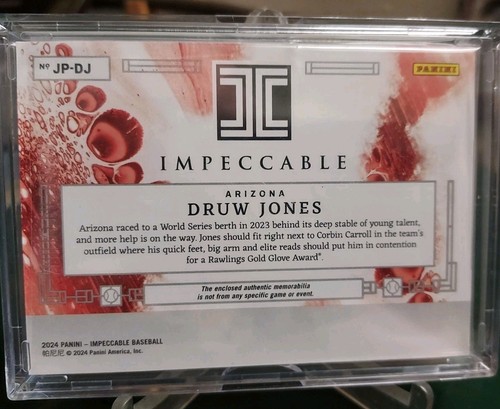 Nº JP-DJ
PANINI
IMPECCABLE
ARIZONA
DRUW JONES
Arizona raced to a World Series berth in 2023 behind its deep stable of young talent,
and more help is on the way. Jones should fit right next to Corbin Carroll in the team's
outfield where his quick feet, big arm and elite reads should put him in contention
for a Rawlings Gold Glove Award®.
The enclosed authentic memorabilia
is not from any specific game or event.
2024 PANINI – IMPECCABLE BASEBALL
帕尼尼 © 2024 Panini America, Inc.